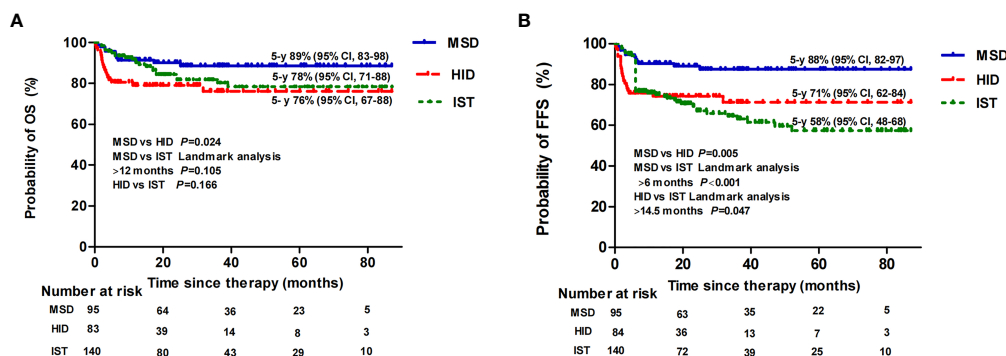 A
Probability of OS (%)
100
80
60
40
20
0
0 20 40 60 80
Time since therapy (months)
5-y 89% (95% CI, 83-98)
5-y 78% (95% CI, 71-88)
5-y 76% (95% CI, 67-88)
MSD
HID
IST
MSD vs HID P=0.024
MSD vs IST Landmark analysis
>12 months P=0.105
HID vs IST P=0.166
Number at risk
MSD 95 64 36 23 5
HID 83 39 14 8 3
IST 140 80 43 29 10
B
Probability of FFS (%)
100
80
60
40
20
0
0 20 40 60 80
Time since therapy (months)
5-y 88% (95% CI, 82-97)
5-y 71% (95% CI, 62-84)
5-y 58% (95% CI, 48-68)
MSD
HID
IST
MSD vs HID P=0.005
MSD vs IST Landmark analysis
>6 months P<0.001
HID vs IST Landmark analysis
>14.5 months P=0.047
Number at risk
MSD 95 63 35 22 5
HID 84 36 13 7 3
IST 140 72 39 25 10